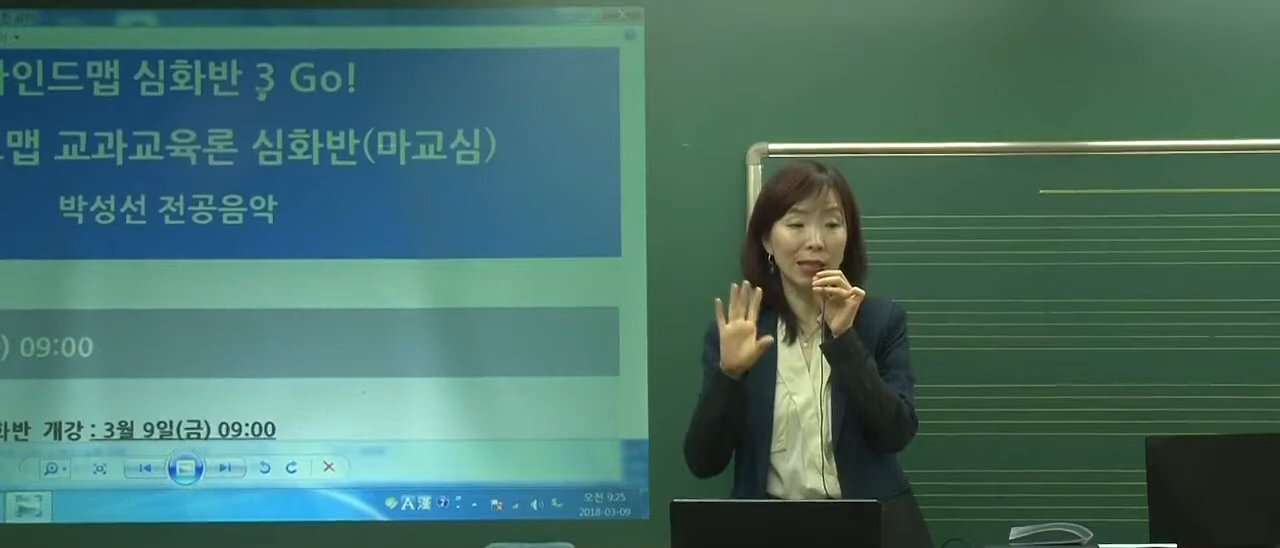 인드맵 심화반 3 Go!
맵 교과교육론 심화반(마교심)
박성선 전공음악
) 09:00
화반 개강 : 3월 9일(금) 09:00
A 漢
오전 9:25
2018-03-09